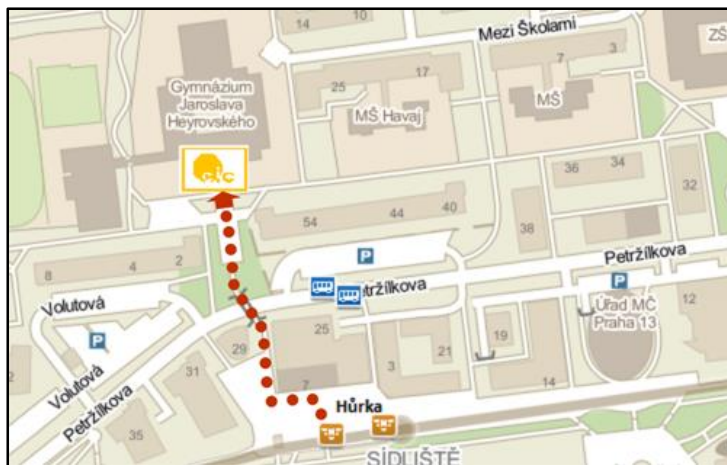 14
10
Mezi Školami
7
3
ZŠ
Gymnázium
Jaroslava
Heyrovského
25
17
MŠ Havaj
MŠ
cic
36
34
32
54
44
40
38
P
Petržílkova
8
4
2
Volutová
tržílkova
P
Úřad MČ
Praha 13
12
P
25
19
29
21
3
31
7
14
Volutová
Petržílkova
35
Hůrka
SÍDLIŠTĚ